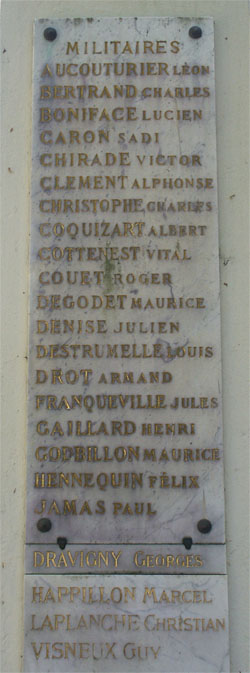 MILITAIRES
AUCOUTURIER LÉON
BERTRAND CHARLES
BONIFACE LUCIEN
CARON SADI
CHIRADE VICTOR
CLEMENT ALPHONSE
CHRISTOPHE CHARLES
COQUIZART ALBERT
COTTENEST VITAL
COUET ROGER
DEGODET MAURICE
DENISE JULIEN
DESTRUMELLE LOUIS
DROT ARMAND
FRANQUEVILLE JULES
GAILLARD HENRI
GODBILLON MAURICE
HENNEQUIN FÉLIX
JAMAS PAUL
DRAVIGNY GEORGES
HAPPILLON MARCEL
LAPLANCHE CHRISTIAN
VISNEUX GUY